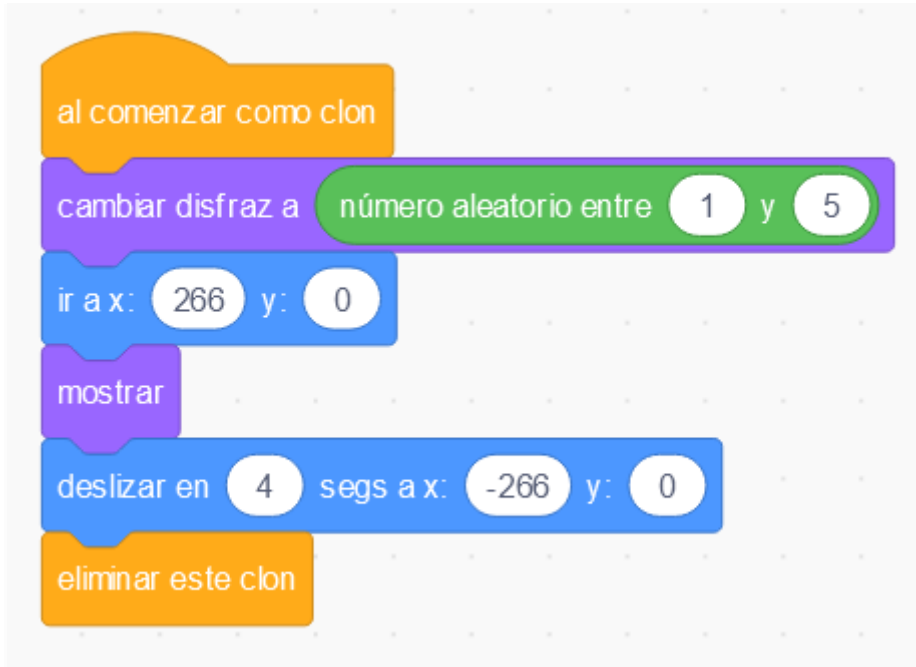 al comenzar como clon
cambiar disfraz a número aleatorio entre 1 y 5
ir a x: 266 y: 0
mostrar
deslizar en 4 segs a x: -266 y: 0
eliminar este clon